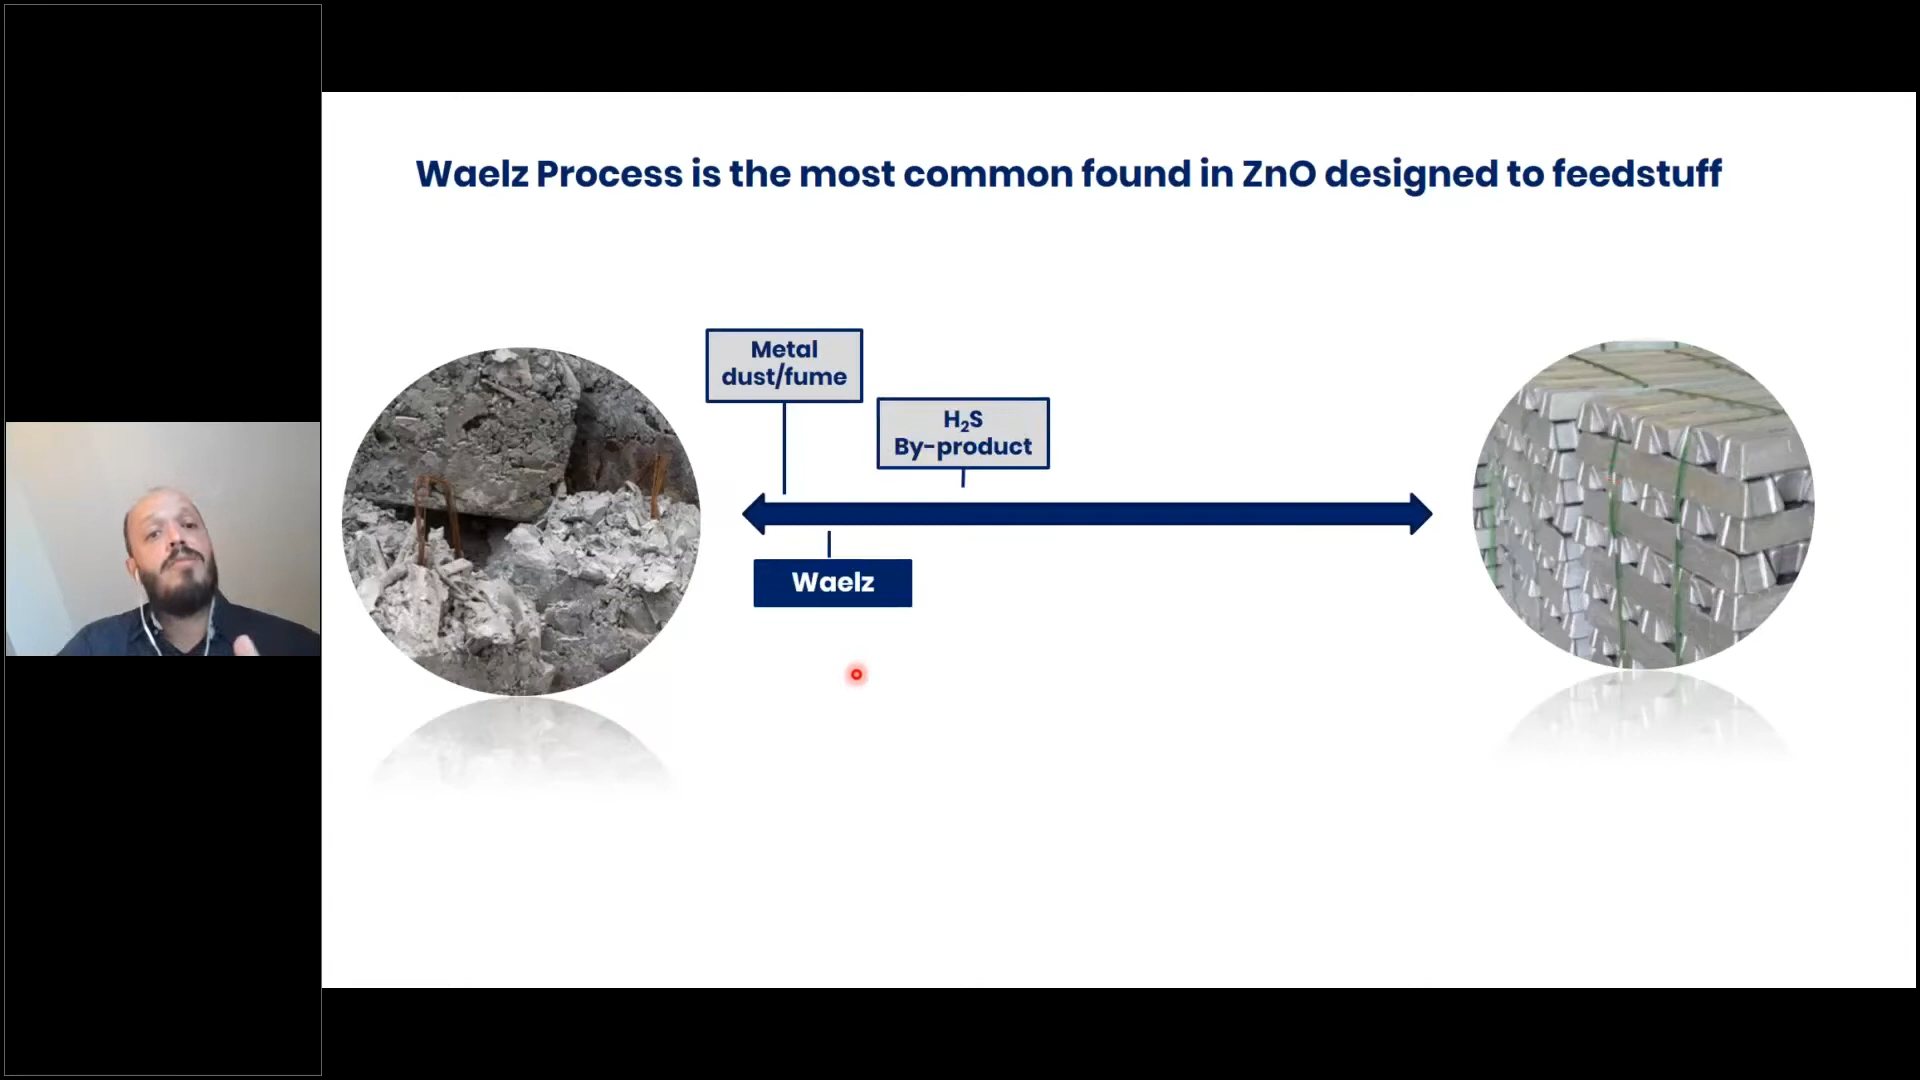 Waelz Process is the most common found in ZnO designed to feedstuff
Metal
dust/fume
H₂S
By-product
Waelz